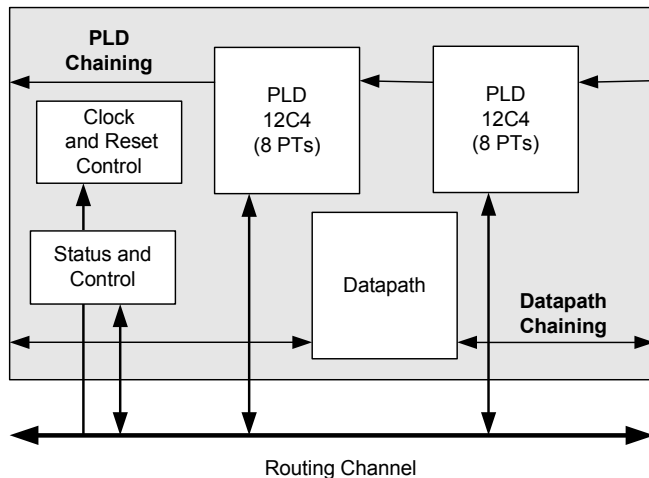 PLD
Chaining
PLD
12C4
(8 PTs)
PLD
12C4
(8 PTs)
Clock
and Reset
Control
Status and
Control
Datapath
Datapath
Chaining
Routing Channel